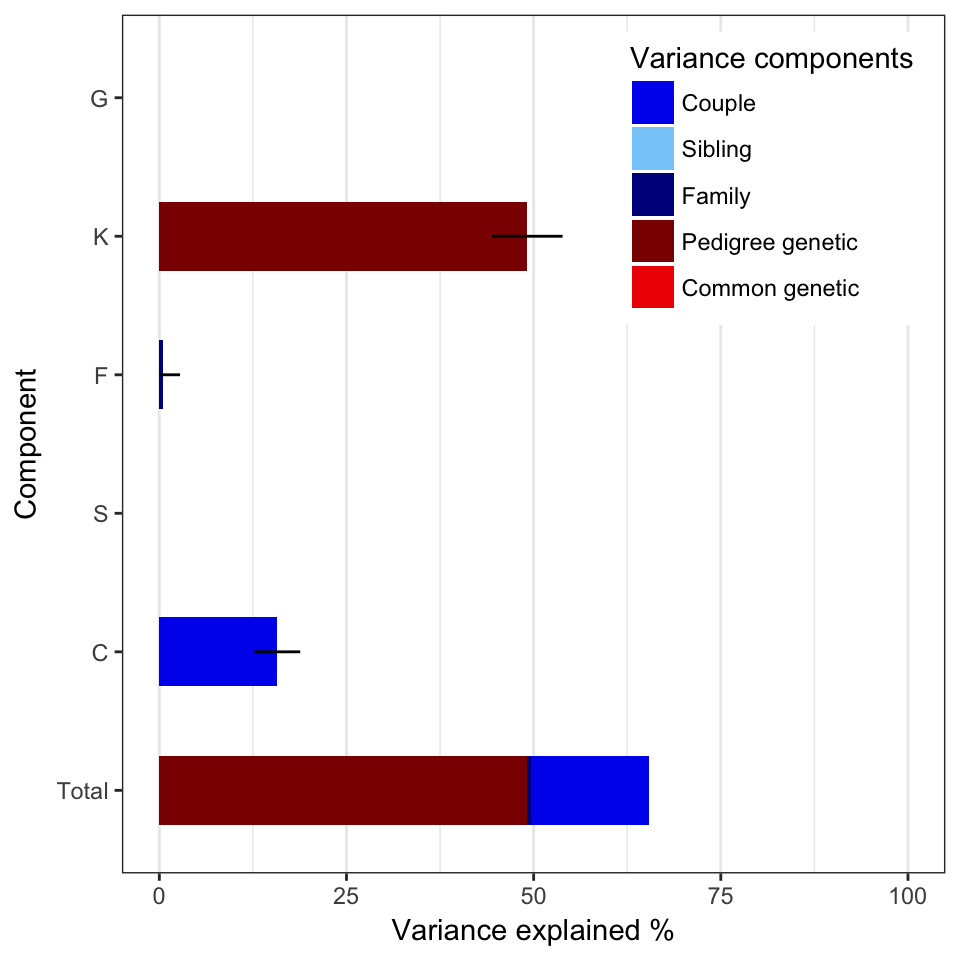 Variance components
Couple
Sibling
Family
Pedigree genetic
Common genetic
Component
G
K
F
S
C
Total
0 25 50 75 100
Variance explained %